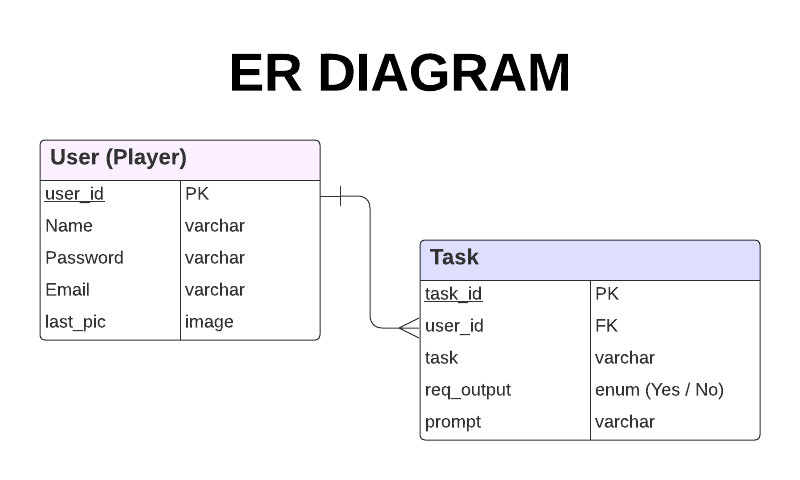 ER DIAGRAM
User (Player)
user_id PK
Name varchar
Password varchar
Email varchar
last_pic image
Task
task_id PK
user_id FK
task varchar
req_output enum (Yes / No)
prompt varchar